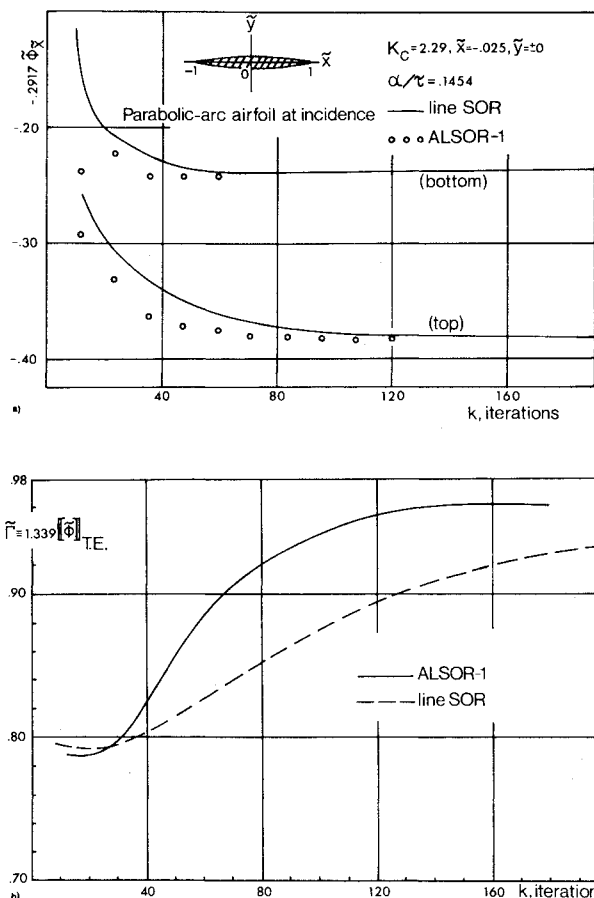 -.2917 Φ̃x̃
ỹ
x̃
-1 0 1
K_C = 2.29, x̃=-.025, ỹ=±0
α/τ = .1454
Parabolic-arc airfoil at incidence
line SOR
ALSOR-1
-.20
(bottom)
-.30
(top)
-.40
40 80 120 160
a) k, iterations
.98
Γ̃ = 1.339 ⟦Φ̃⟧ T.E.
.90
ALSOR-1
line SOR
.80
.70
40 80 120 160 k, iteration
b)